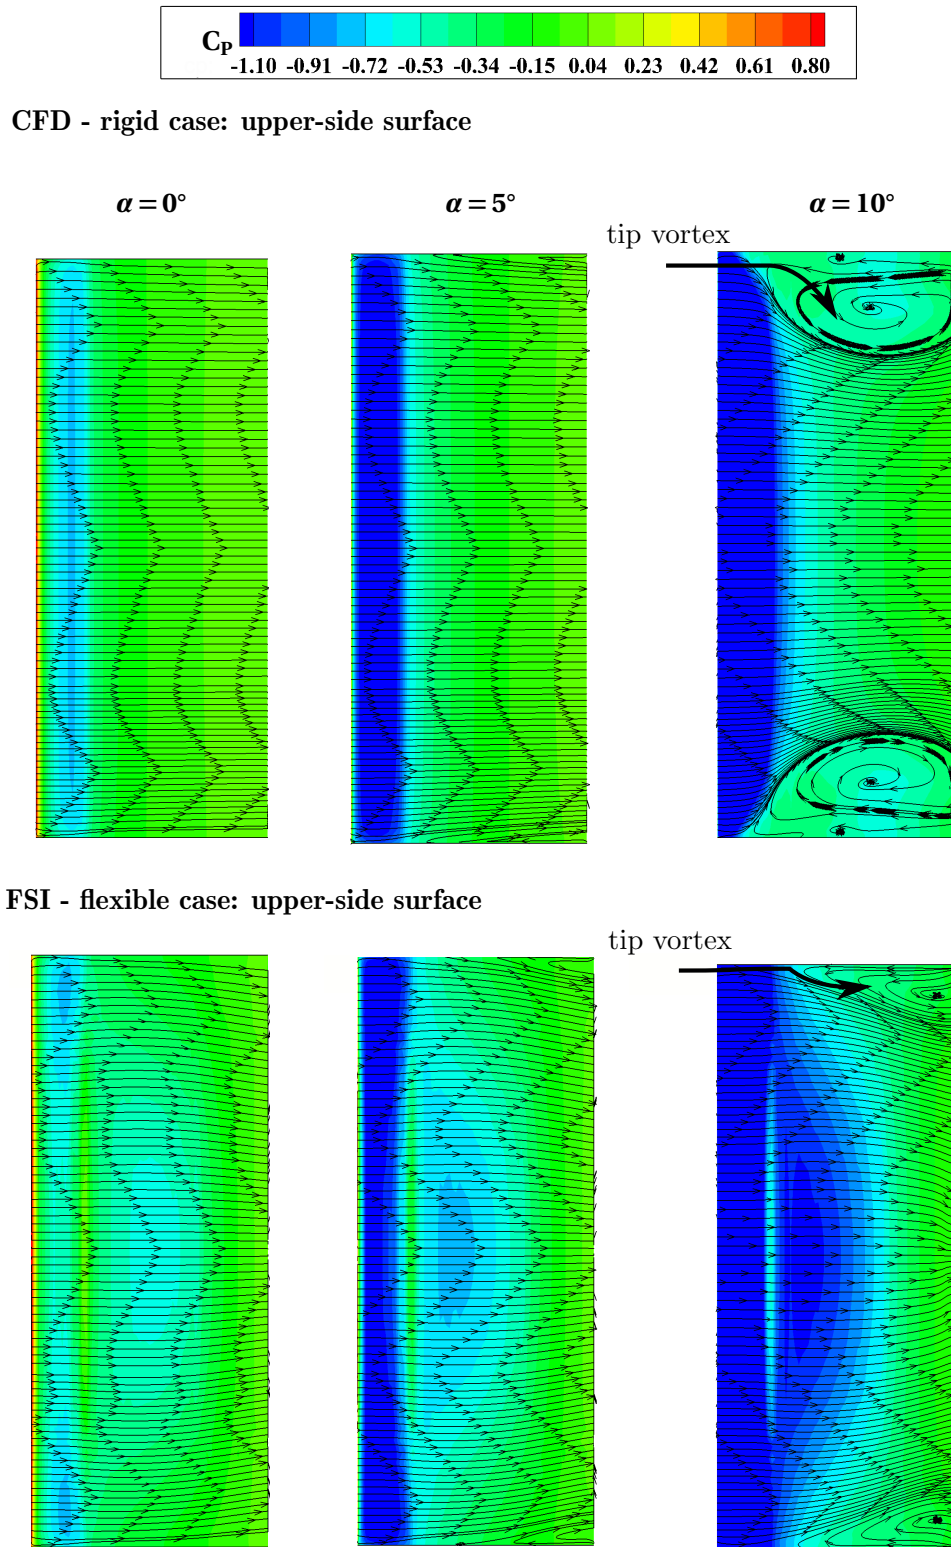 C_P
-1.10 -0.91 -0.72 -0.53 -0.34 -0.15 0.04 0.23 0.42 0.61 0.80
CFD - rigid case: upper-side surface
α = 0° α = 5° α = 10°
tip vortex
FSI - flexible case: upper-side surface
tip vortex